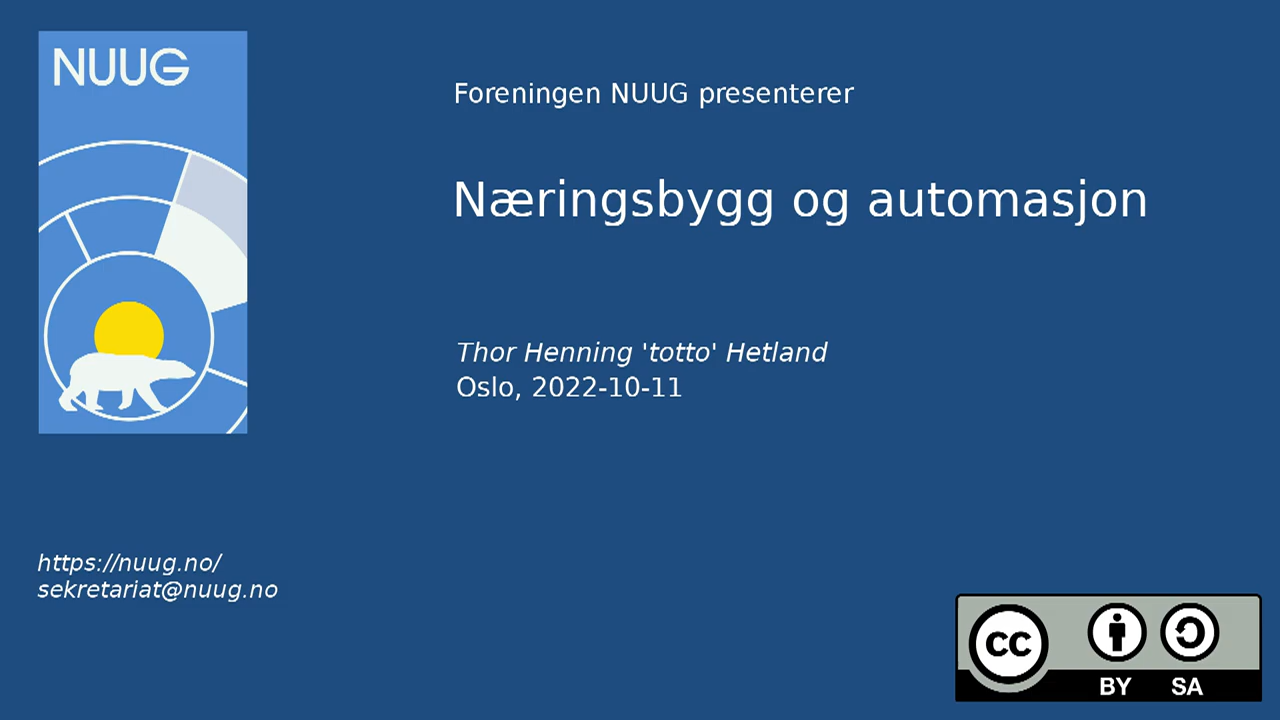 NUUG
Foreningen NUUG presenterer
Næringsbygg og automasjon
Thor Henning 'totto' Hetland
Oslo, 2022-10-11
https://nuug.no/
sekretariat@nuug.no
cc
BY SA